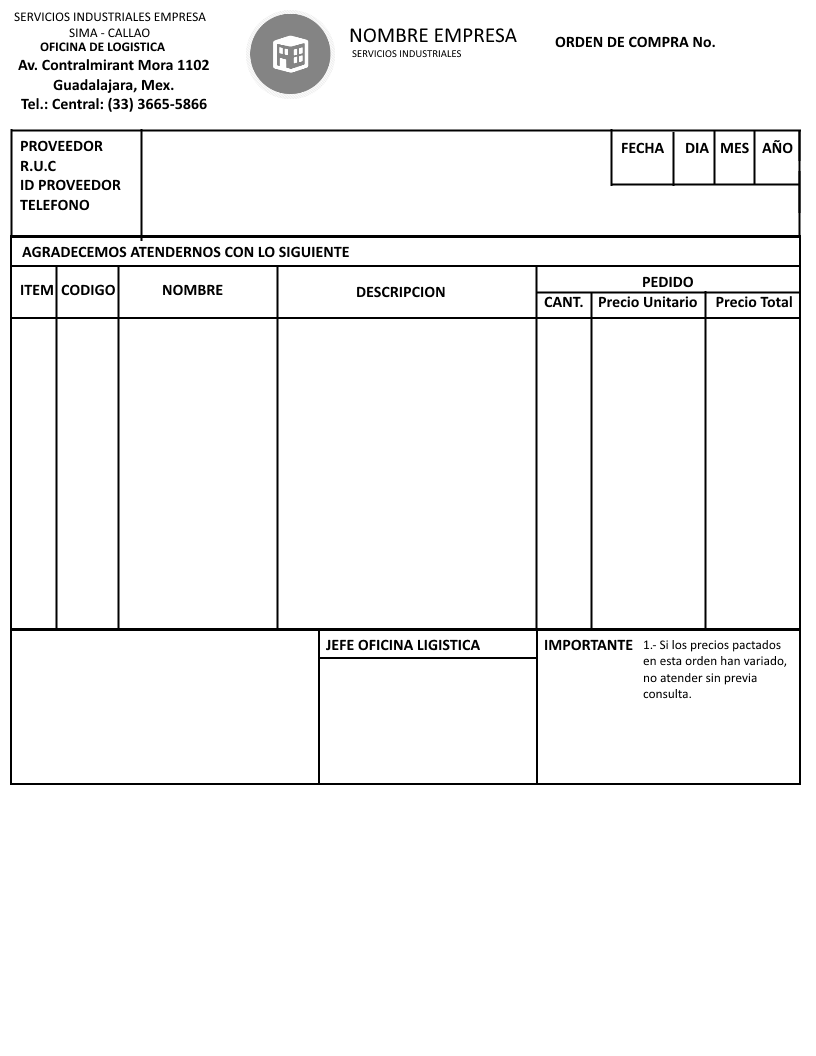 SERVICIOS INDUSTRIALES EMPRESA
SIMA - CALLAO
OFICINA DE LOGISTICA
Av. Contralmirant Mora 1102
Guadalajara, Mex.
Tel.: Central: (33) 3665-5866
NOMBRE EMPRESA
SERVICIOS INDUSTRIALES
ORDEN DE COMPRA No.
PROVEEDOR
R.U.C
ID PROVEEDOR
TELEFONO
FECHA DIA MES AÑO
AGRADECEMOS ATENDERNOS CON LO SIGUIENTE
ITEM CODIGO NOMBRE DESCRIPCION PEDIDO
CANT. Precio Unitario Precio Total
JEFE OFICINA LIGISTICA
IMPORTANTE 1.- Si los precios pactados
en esta orden han variado,
no atender sin previa
consulta.